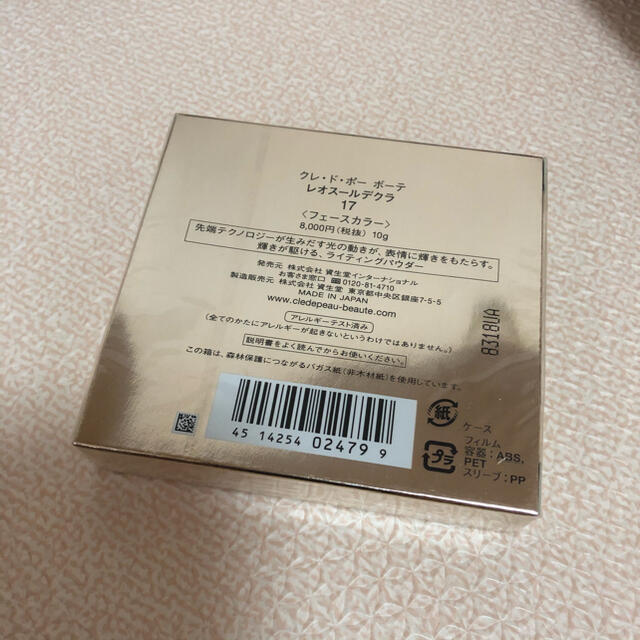 クレ・ド・ポー ボーテ
レオスールデクラ
17
〈フェースカラー〉
8,000円(税抜) 10g
先端テクノロジーが生みだす光の動きが、表情に輝きをもたらす。
輝きが駆ける、ライティングパウダー
発売元 株式会社 資生堂インターナショナル
お客さま窓口 0120-81-4710
製造販売元 株式会社 資生堂 東京都中央区銀座7-5-5
MADE IN JAPAN
www.cledepeau-beaute.com
アレルギーテスト済み
(全てのかたにアレルギーが起きないというわけではありません。)
説明書をよく読んでからお使いください。
この箱は、森林保護につながるバガス紙(非木材紙)を使用しています。
4514254024799
紙
ケース
プラ
フィルム
容器:ABS,
PET
スリーブ:PP